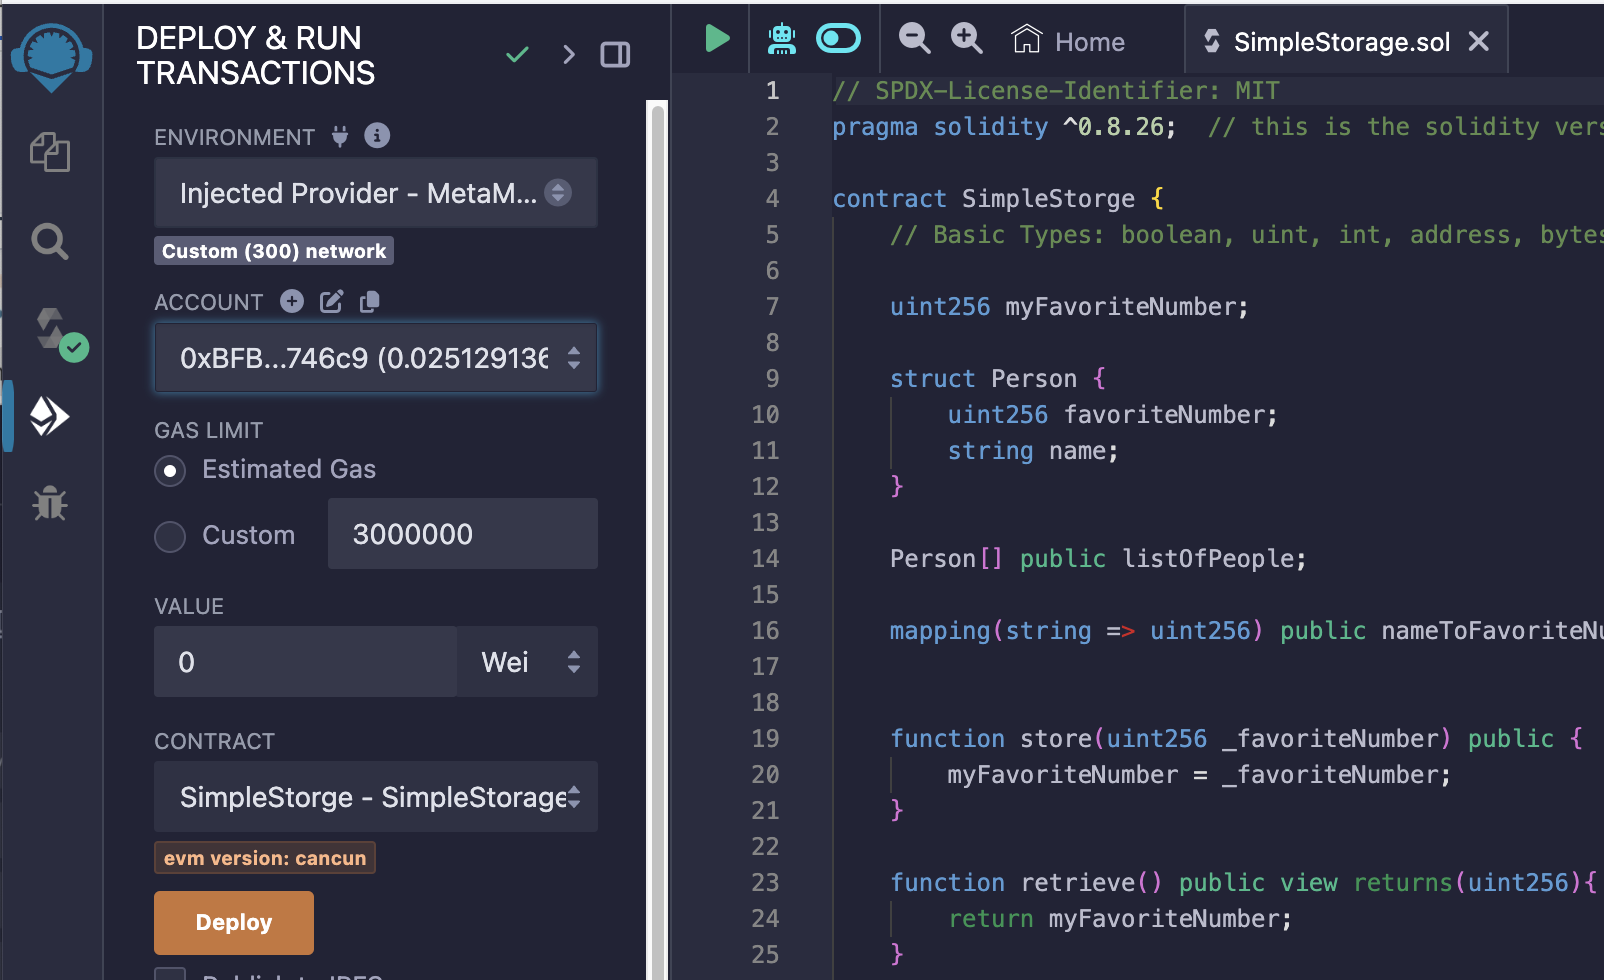 DEPLOY & RUN
TRANSACTIONS
ENVIRONMENT
Injected Provider - MetaM...
Custom (300) network
ACCOUNT
0xBFB...746c9 (0.025129136
GAS LIMIT
Estimated Gas
Custom
3000000
VALUE
0
Wei
CONTRACT
SimpleStorge - SimpleStorage
evm version: cancun
Deploy
Home
SimpleStorage.sol
1 // SPDX-License-Identifier: MIT
2 pragma solidity ^0.8.26;  // this is the solidity vers
3
4 contract SimpleStorge {
5     // Basic Types: boolean, uint, int, address, bytes
6
7     uint256 myFavoriteNumber;
8
9     struct Person {
10         uint256 favoriteNumber;
11         string name;
12     }
13
14     Person[] public listOfPeople;
15
16     mapping(string => uint256) public nameToFavoriteNu
17
18
19     function store(uint256 _favoriteNumber) public {
20         myFavoriteNumber = _favoriteNumber;
21     }
22
23     function retrieve() public view returns(uint256){
24         return myFavoriteNumber;
25     }